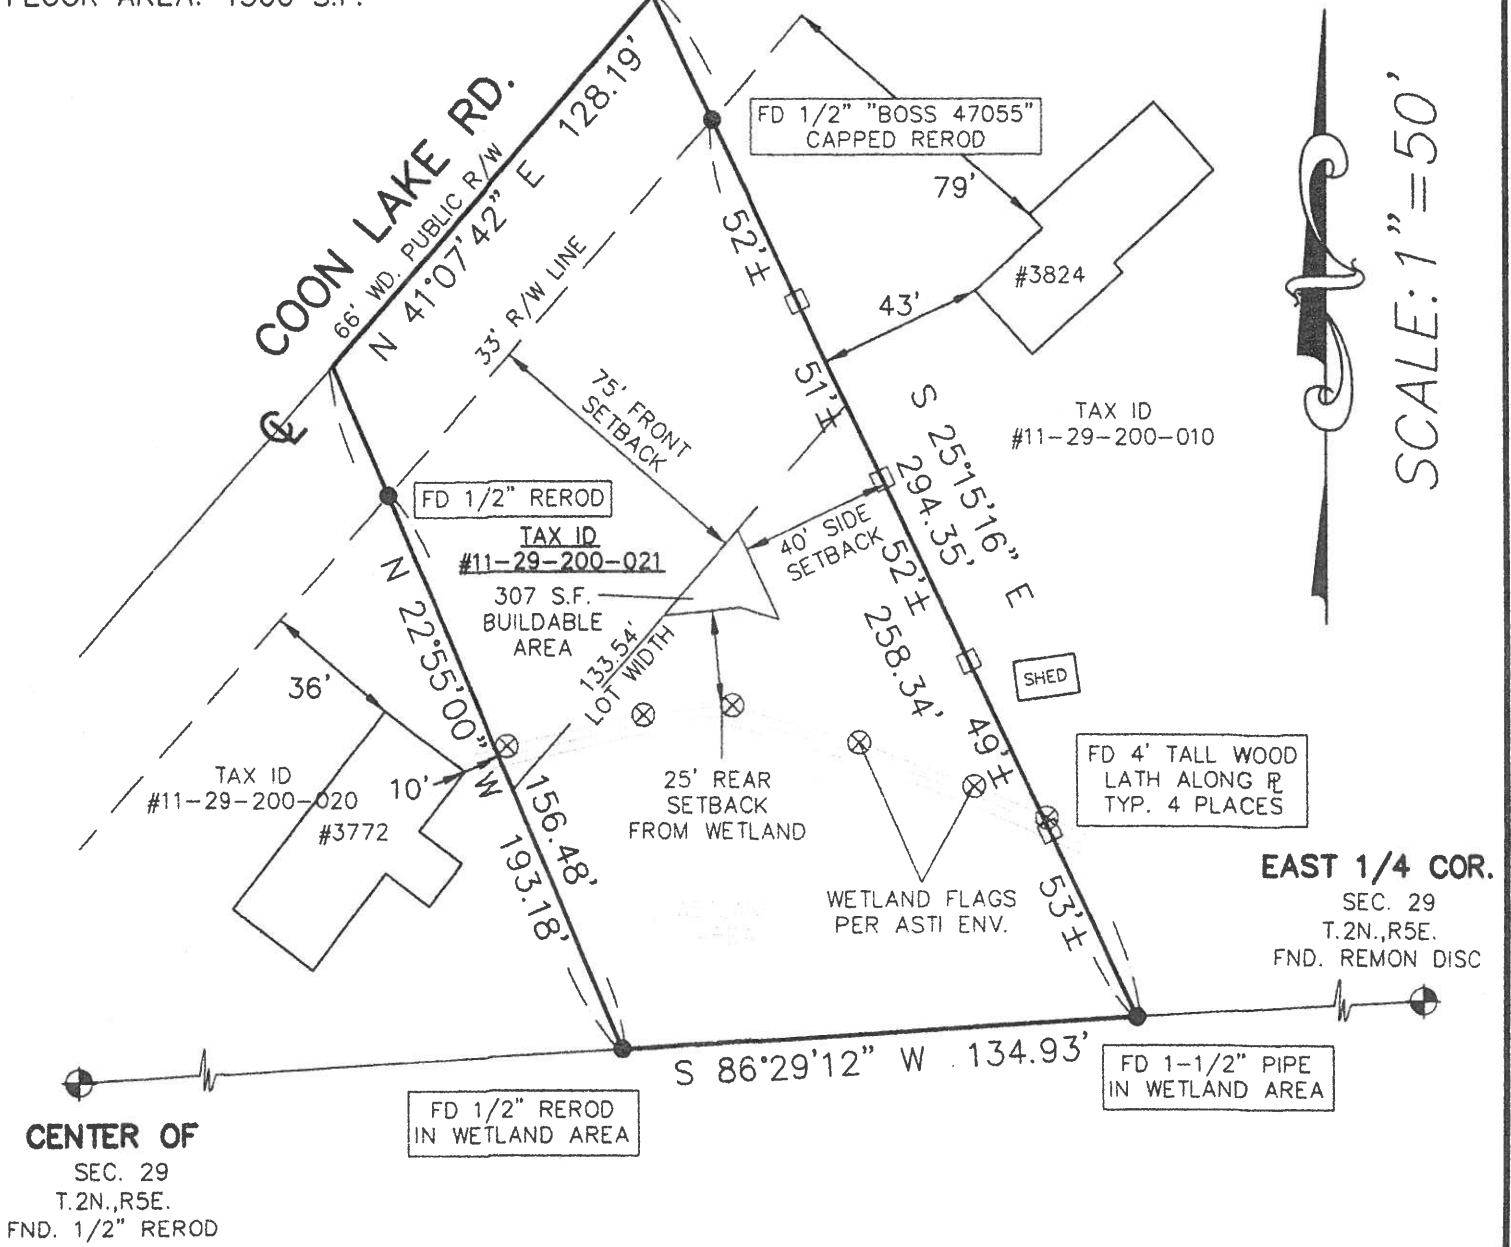 FLOOR AREA: 1300 S.F.
COON LAKE RD.
66' WD. PUBLIC R/W
N 41°07'42" E 128.19'
33' R/W LINE
FD 1/2" "BOSS 47055"
CAPPED REROD
79'
#3824
43'
52'±
51'±
TAX ID
#11-29-200-010
S 25°15'16" E
294.35'
258.34'
SCALE: 1"=50'
75' FRONT
SETBACK
FD 1/2" REROD
TAX ID
#11-29-200-021
307 S.F.
BUILDABLE
AREA
40' SIDE
SETBACK
52'±
133.54'
LOT WIDTH
N 22°55'00" W
156.48'
193.18'
36'
10'
TAX ID
#11-29-200-020
#3772
SHED
49'±
25' REAR
SETBACK
FROM WETLAND
FD 4' TALL WOOD
LATH ALONG PL
TYP. 4 PLACES
WETLAND FLAGS
PER ASTI ENV.
53'±
EAST 1/4 COR.
SEC. 29
T.2N.,R5E.
FND. REMON DISC
S 86°29'12" W 134.93'
FD 1-1/2" PIPE
IN WETLAND AREA
FD 1/2" REROD
IN WETLAND AREA
CENTER OF
SEC. 29
T.2N.,R5E.
FND. 1/2" REROD
CL